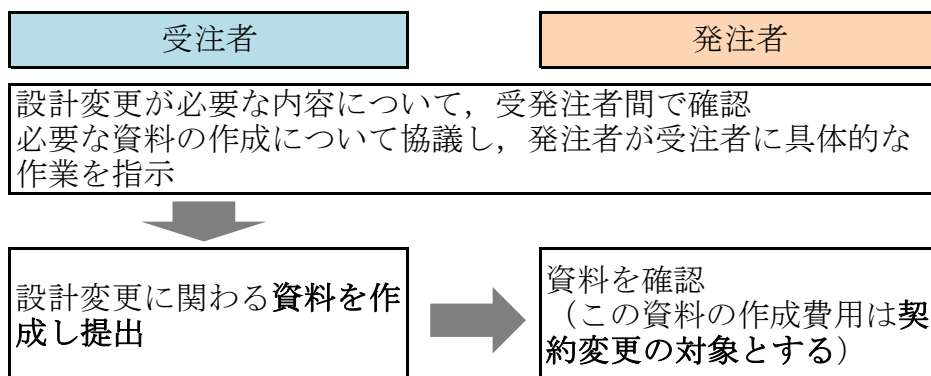 受注者
発注者
設計変更が必要な内容について，受発注者間で確認
必要な資料の作成について協議し，発注者が受注者に具体的な
作業を指示
設計変更に関わる資料を作
成し提出
資料を確認
（この資料の作成費用は契
約変更の対象とする）